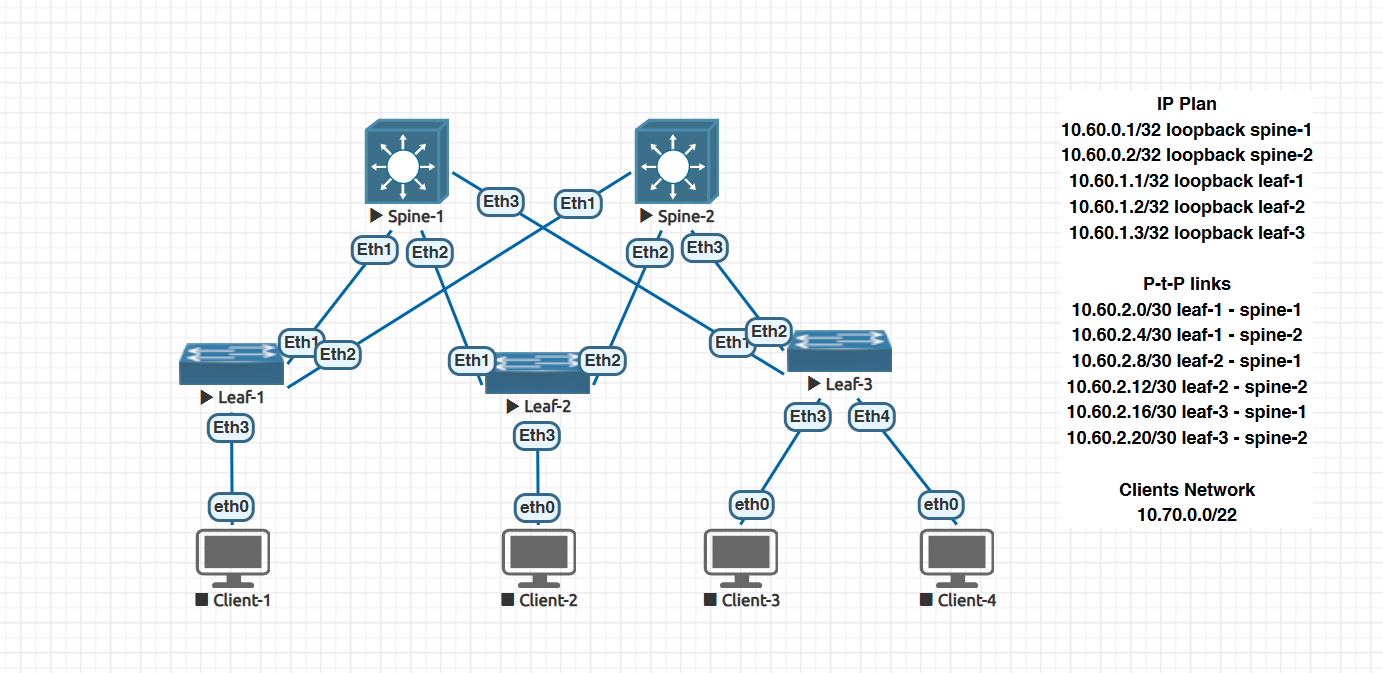 IP Plan
10.60.0.1/32 loopback spine-1
10.60.0.2/32 loopback spine-2
10.60.1.1/32 loopback leaf-1
10.60.1.2/32 loopback leaf-2
10.60.1.3/32 loopback leaf-3
P-t-P links
10.60.2.0/30 leaf-1 - spine-1
10.60.2.4/30 leaf-1 - spine-2
10.60.2.8/30 leaf-2 - spine-1
10.60.2.12/30 leaf-2 - spine-2
10.60.2.16/30 leaf-3 - spine-1
10.60.2.20/30 leaf-3 - spine-2
Clients Network
10.70.0.0/22
Eth3
Eth1
Spine-1
Spine-2
Eth1
Eth2
Eth2
Eth3
Eth1
Eth2
Eth1
Eth2
Eth1
Eth2
Leaf-1
Leaf-2
Leaf-3
Eth3
Eth3
Eth3
Eth4
eth0
eth0
eth0
eth0
Client-1
Client-2
Client-3
Client-4